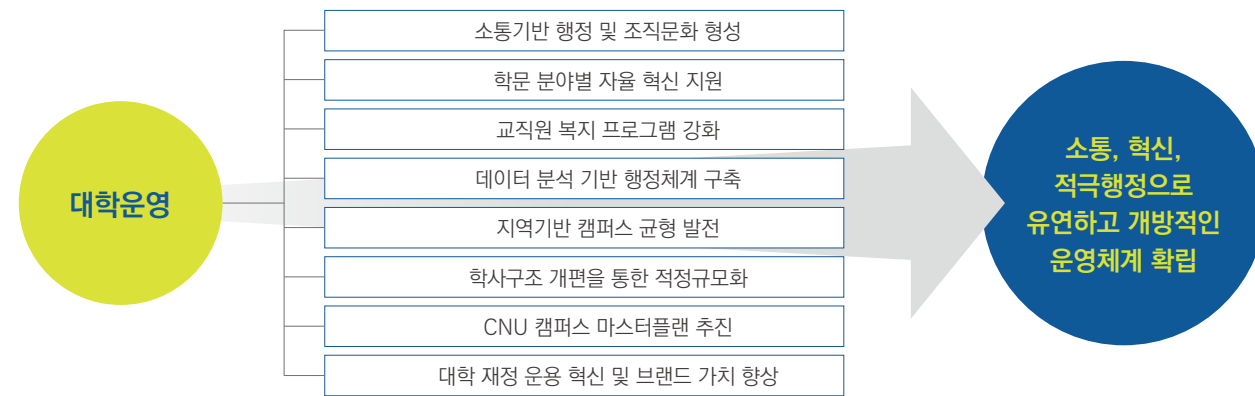 소통기반 행정 및 조직문화 형성
학문 분야별 자율 혁신 지원
교직원 복지 프로그램 강화
데이터 분석 기반 행정체계 구축
지역기반 캠퍼스 균형 발전
학사구조 개편을 통한 적정규모화
CNU 캠퍼스 마스터플랜 추진
대학 재정 운용 혁신 및 브랜드 가치 향상
대학운영
소통, 혁신,
적극행정으로
유연하고 개방적인
운영체계 확립